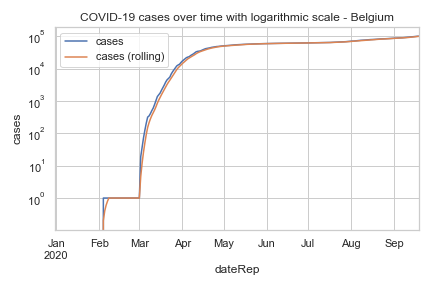 COVID-19 cases over time with logarithmic scale - Belgium
cases
cases (rolling)
10^5
10^4
10^3
10^2
10^1
10^0
cases
Jan Feb Mar Apr May Jun Jul Aug Sep
2020
dateRep